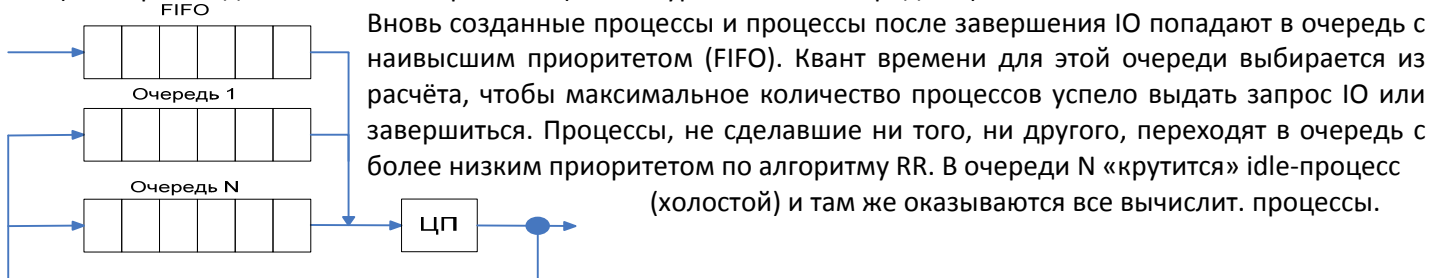 FIFO
Вновь созданные процессы и процессы после завершения IO попадают в очередь с
наивысшим приоритетом (FIFO). Квант времени для этой очереди выбирается из
расчёта, чтобы максимальное количество процессов успело выдать запрос IO или
завершиться. Процессы, не сделавшие ни того, ни другого, переходят в очередь с
более низким приоритетом по алгоритму RR. В очереди N «крутится» idle-процесс
(холостой) и там же оказываются все вычислит. процессы.
Очередь 1
Очередь N
ЦП